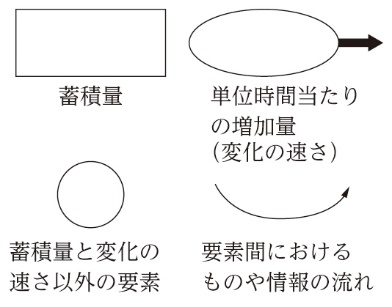 蓄積量
単位時間当たり
の増加量
(変化の速さ)
蓄積量と変化の
速さ以外の要素
要素間における
ものや情報の流れ